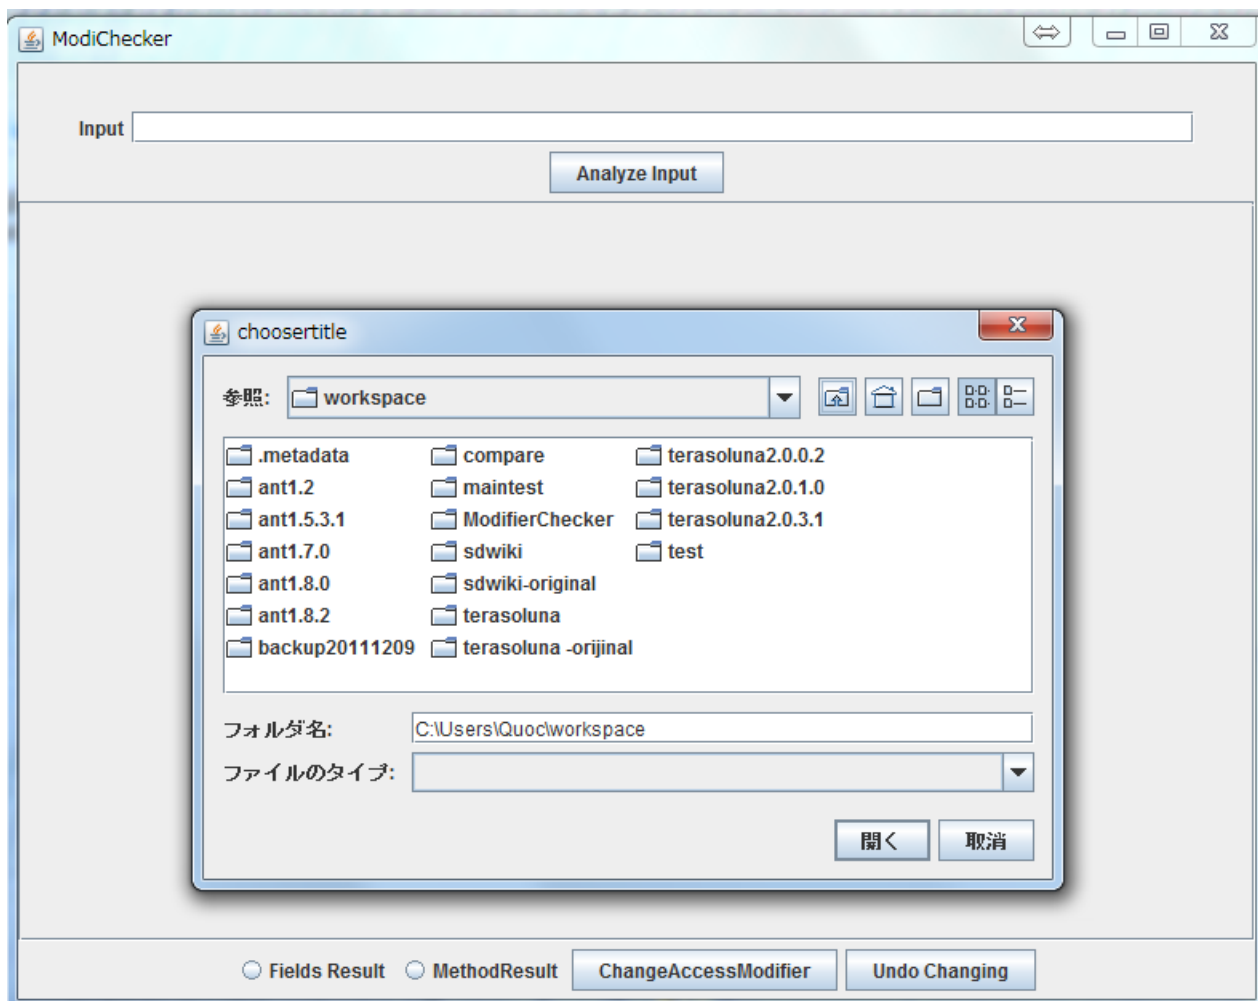 ModiChecker
Input
Analyze Input
choosertitle
参照: workspace
.metadata compare terasoluna2.0.0.2
ant1.2 maintest terasoluna2.0.1.0
ant1.5.3.1 ModifierChecker terasoluna2.0.3.1
ant1.7.0 sdwiki test
ant1.8.0 sdwiki-original
ant1.8.2 terasoluna
backup20111209 terasoluna -orijinal
フォルダ名: C:\Users\Quoc\workspace
ファイルのタイプ:
開く 取消
Fields Result MethodResult ChangeAccessModifier Undo Changing